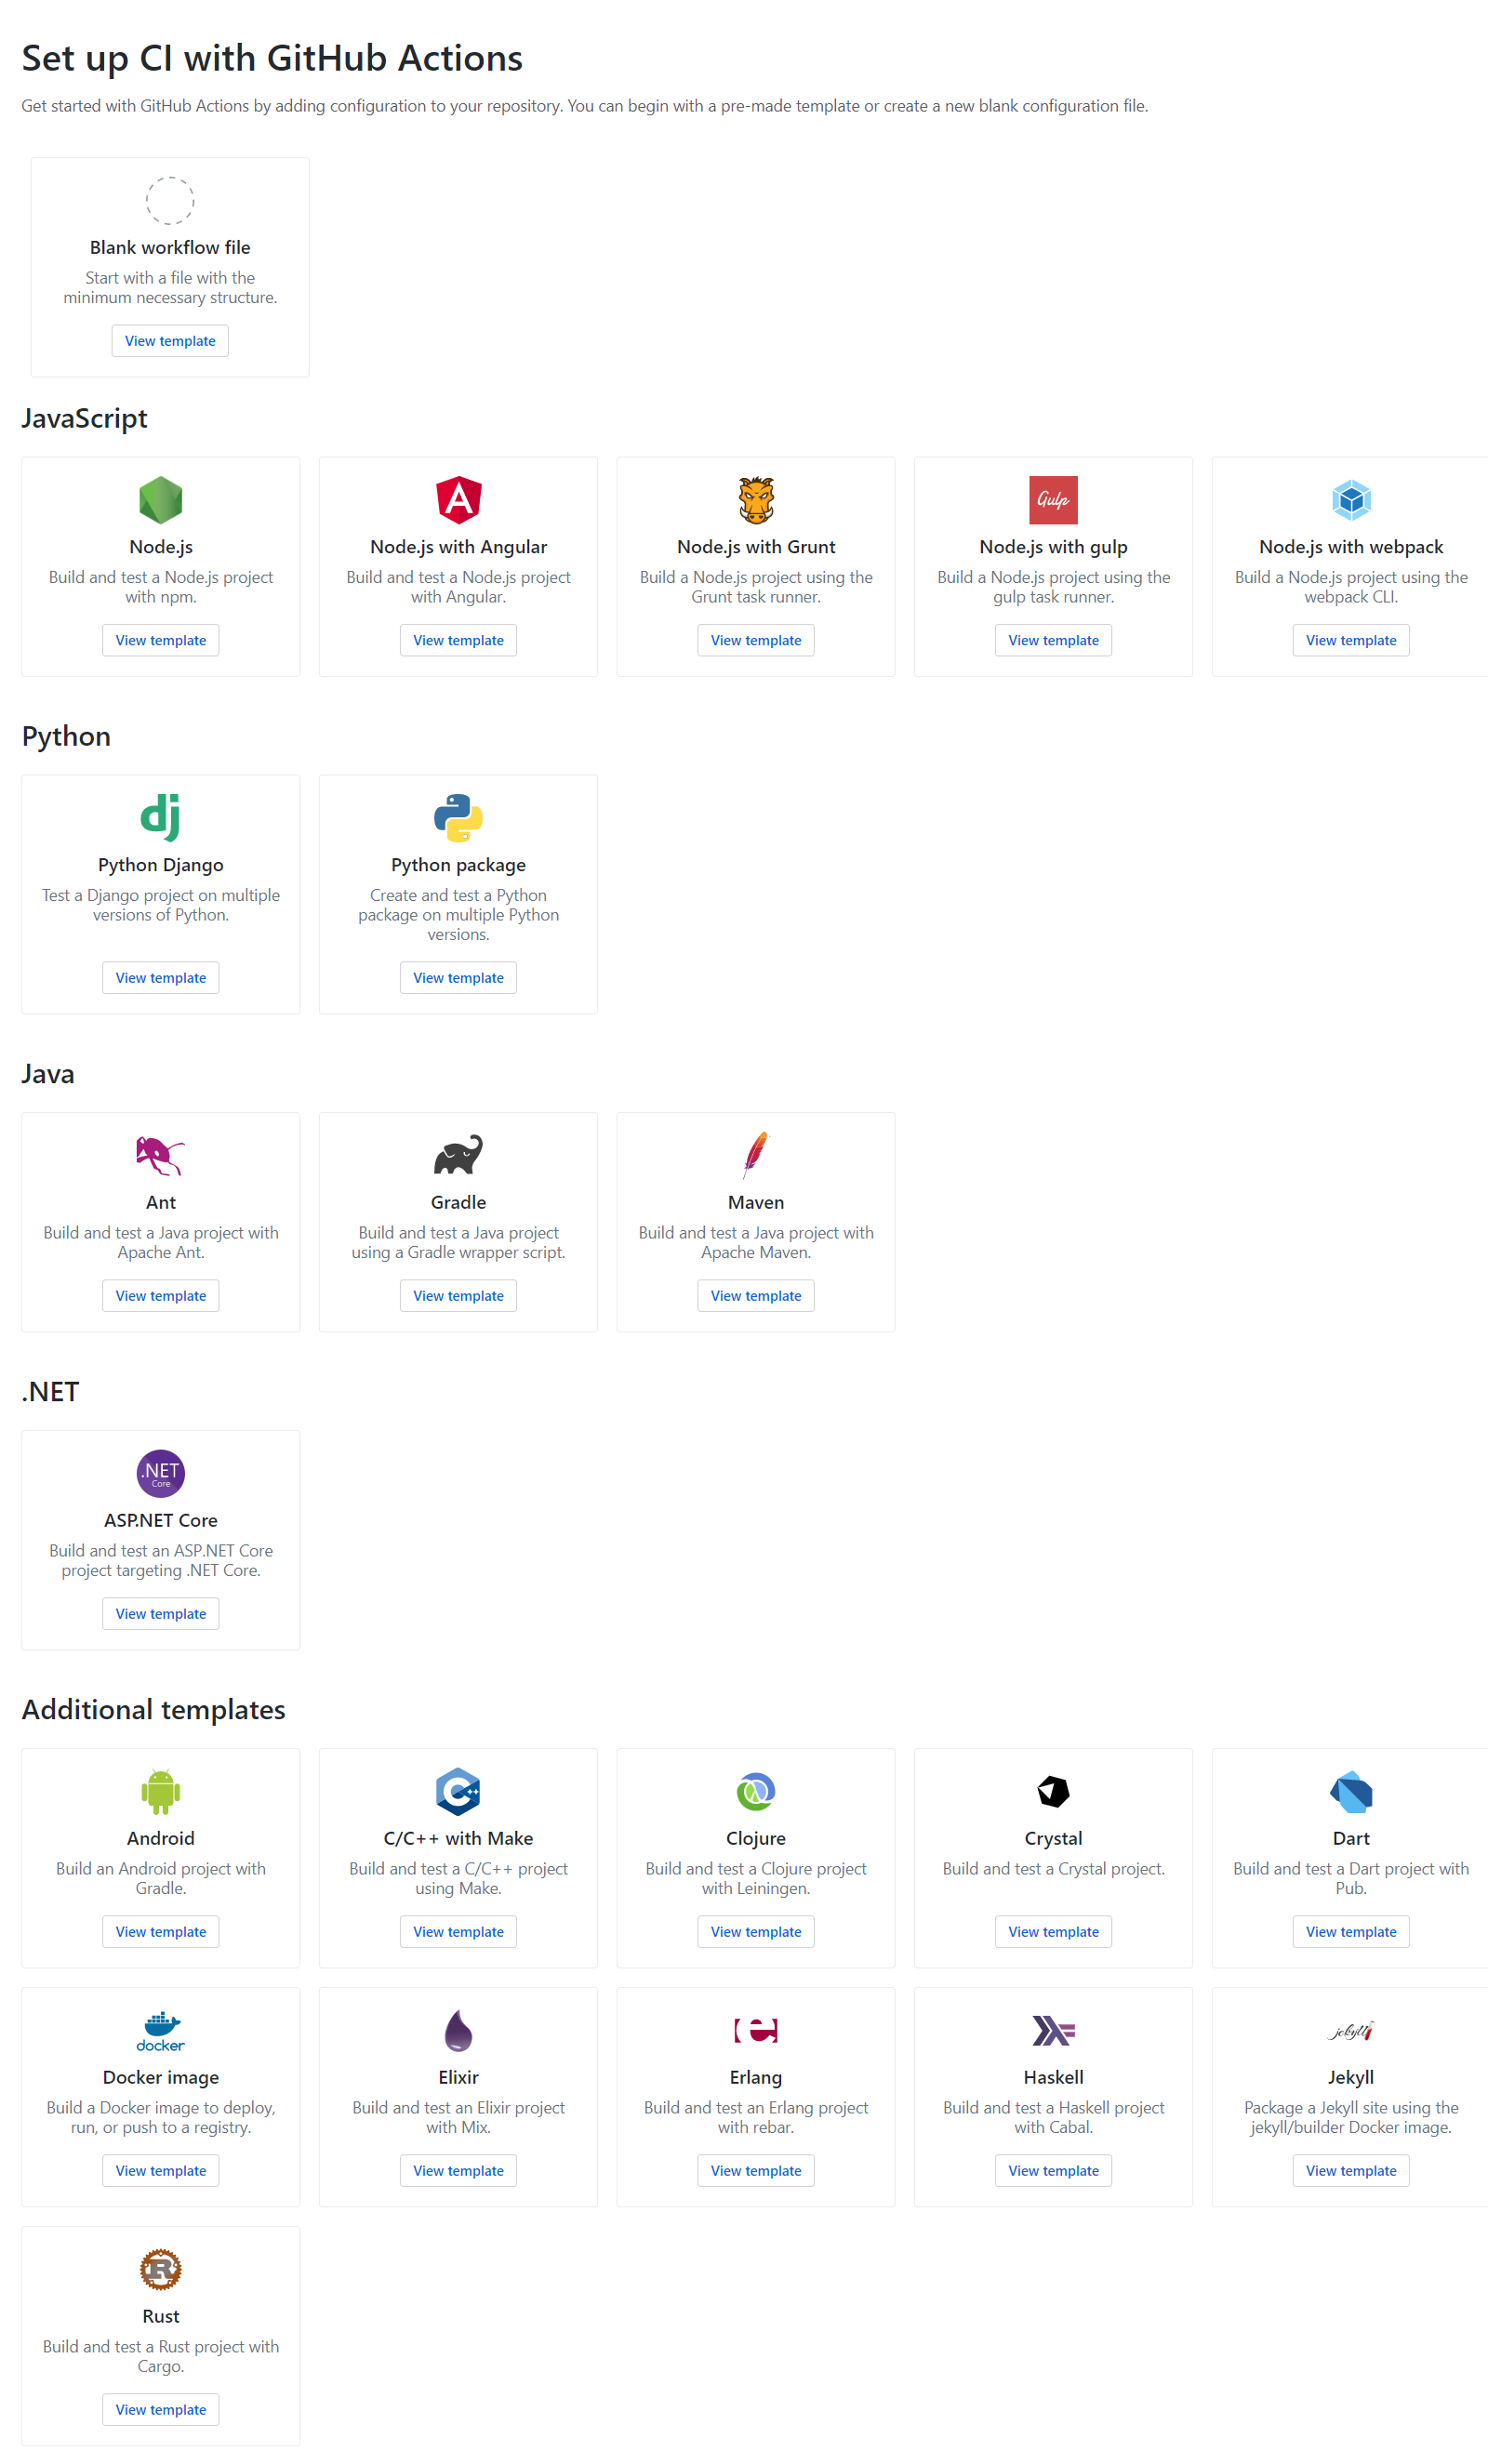 Set up CI with GitHub Actions
Get started with GitHub Actions by adding configuration to your repository. You can begin with a pre-made template or create a new blank configuration file.
Blank workflow file
Start with a file with the
minimum necessary structure.
View template
JavaScript
Node.js
Build and test a Node.js project
with npm.
View template
Node.js with Angular
Build and test a Node.js project
with Angular.
View template
Node.js with Grunt
Build a Node.js project using the
Grunt task runner.
View template
Gulp
Node.js with gulp
Build a Node.js project using the
gulp task runner.
View template
Node.js with webpack
Build a Node.js project using the
webpack CLI.
View template
Python
dj
Python Django
Test a Django project on multiple
versions of Python.
View template
Python package
Create and test a Python
package on multiple Python
versions.
View template
Java
Ant
Build and test a Java project with
Apache Ant.
View template
Gradle
Build and test a Java project
using a Gradle wrapper script.
View template
Maven
Build and test a Java project with
Apache Maven.
View template
.NET
.NET
Core
ASP.NET Core
Build and test an ASP.NET Core
project targeting .NET Core.
View template
Additional templates
Android
Build an Android project with
Gradle.
View template
C++
C/C++ with Make
Build and test a C/C++ project
using Make.
View template
Clojure
Build and test a Clojure project
with Leiningen.
View template
Crystal
Build and test a Crystal project.
View template
Dart
Build and test a Dart project with
Pub.
View template
docker
Docker image
Build a Docker image to deploy,
run, or push to a registry.
View template
Elixir
Build and test an Elixir project
with Mix.
View template
e
Erlang
Build and test an Erlang project
with rebar.
View template
Haskell
Build and test a Haskell project
with Cabal.
View template
jekyll
Jekyll
Package a Jekyll site using the
jekyll/builder Docker image.
View template
R
Rust
Build and test a Rust project with
Cargo.
View template